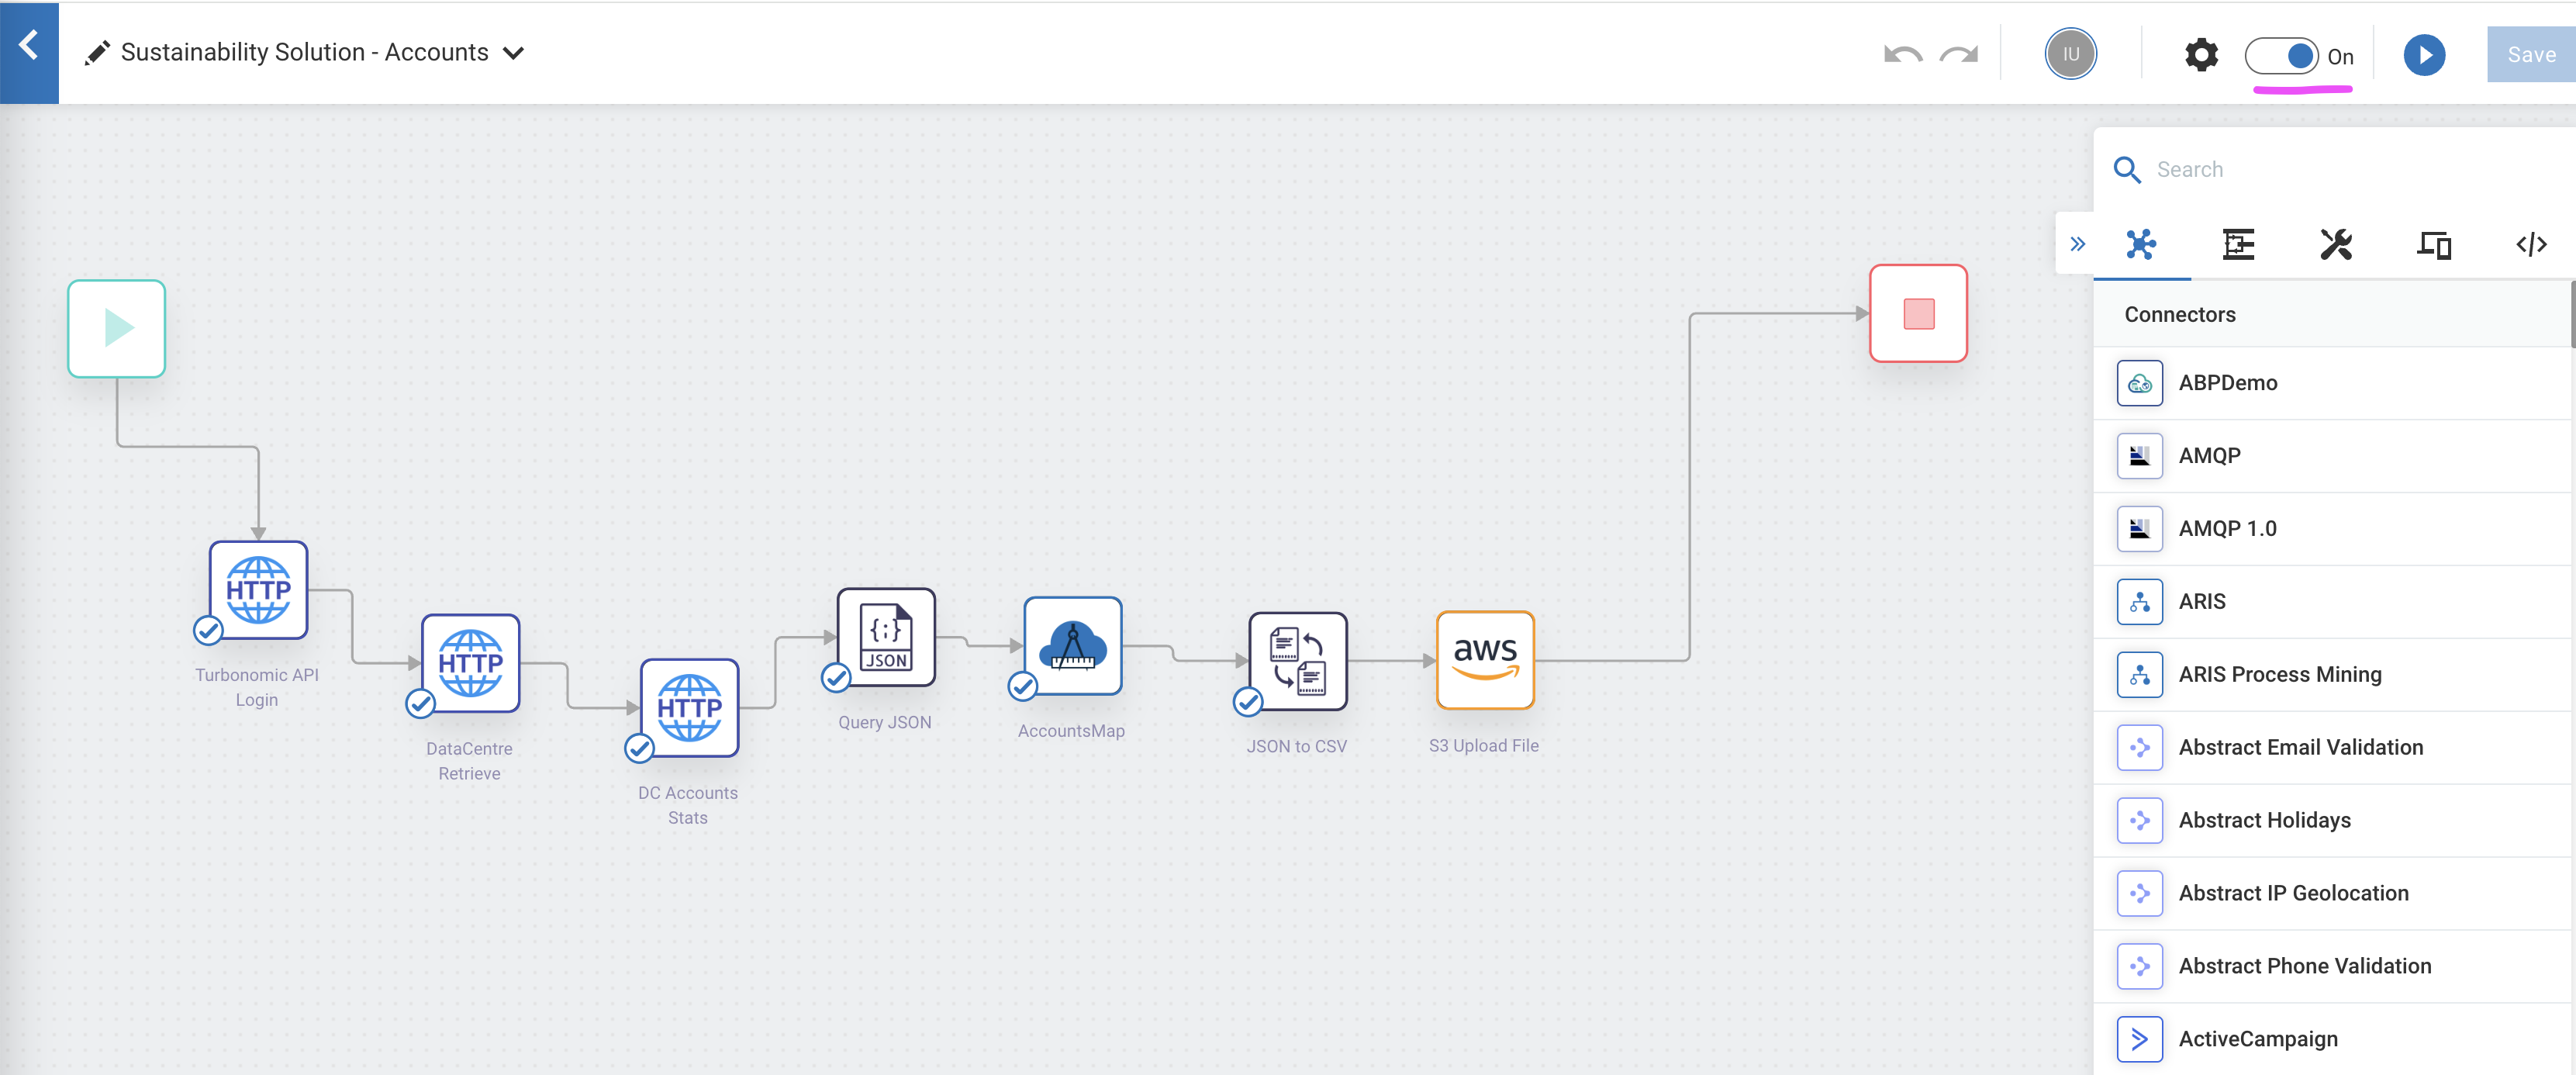 Sustainability Solution - Accounts
IU
On
Save
Search
Connectors
ABPDemo
AMQP
AMQP 1.0
ARIS
ARIS Process Mining
Abstract Email Validation
Abstract Holidays
Abstract IP Geolocation
Abstract Phone Validation
ActiveCampaign
HTTP
Turbonomic API
Login
HTTP
DataCentre
Retrieve
HTTP
DC Accounts
Stats
{;}
JSON
Query JSON
AccountsMap
JSON to CSV
aws
S3 Upload File